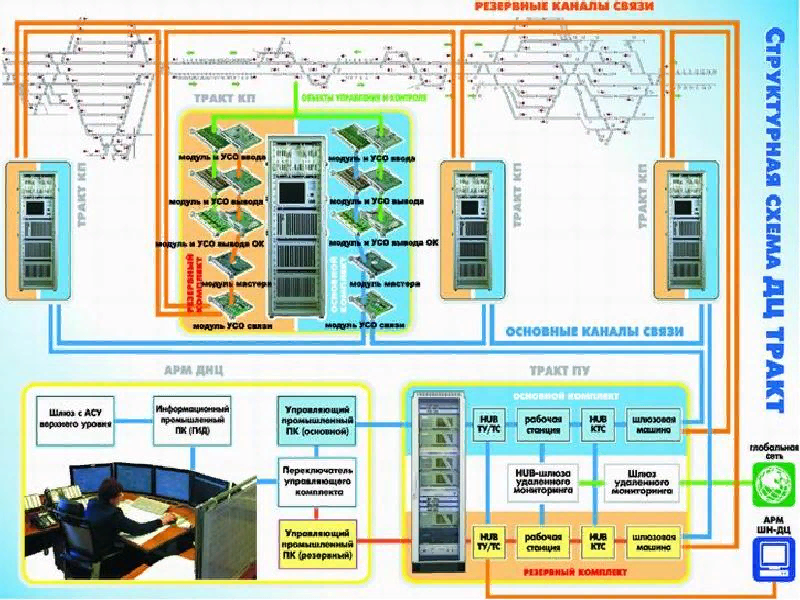 РЕЗЕРВНЫЕ КАНАЛЫ СВЯЗИ
СТРУКТУРНАЯ СХЕМА ДЦ ТРАКТ
ТРАКТ КП
ОБЪЕКТЫ УПРАВЛЕНИЯ И КОНТРОЛЯ
модуль и УСО ввода
модуль и УСО вывода
модуль и УСО вывода ОК
модуль мастера
модуль УСО связи
РЕЗЕРВНЫЙ
КОМПЛЕКТ
модуль и УСО ввода
модуль и УСО вывода
модуль и УСО вывода ОК
модуль мастера
модуль УСО связи
ОСНОВНОЙ
КОМПЛЕКТ
ТРАКТ КП
ТРАКТ КП
ТРАКТ КП
ОСНОВНЫЕ КАНАЛЫ СВЯЗИ
АРМ ДНЦ
Шлюз с АСУ
верхнего уровня
Информационный
промышленный
ПК (ГИД)
Управляющий
промышленный
ПК (основной)
Переключатель
управляющего
комплекта
Управляющий
промышленный
ПК (резервный)
ТРАКТ ПУ
ОСНОВНОЙ КОМПЛЕКТ
HUB
ТУ/ТС
рабочая
станция
HUB
КТС
шлюзовая
машина
HUB-шлюза
удаленного
мониторинга
Шлюз
удаленного
мониторинга
HUB
ТУ/ТС
рабочая
станция
HUB
КТС
шлюзовая
машина
РЕЗЕРВНЫЙ КОМПЛЕКТ
глобальная
сеть
АРМ
ШН-ДЦ